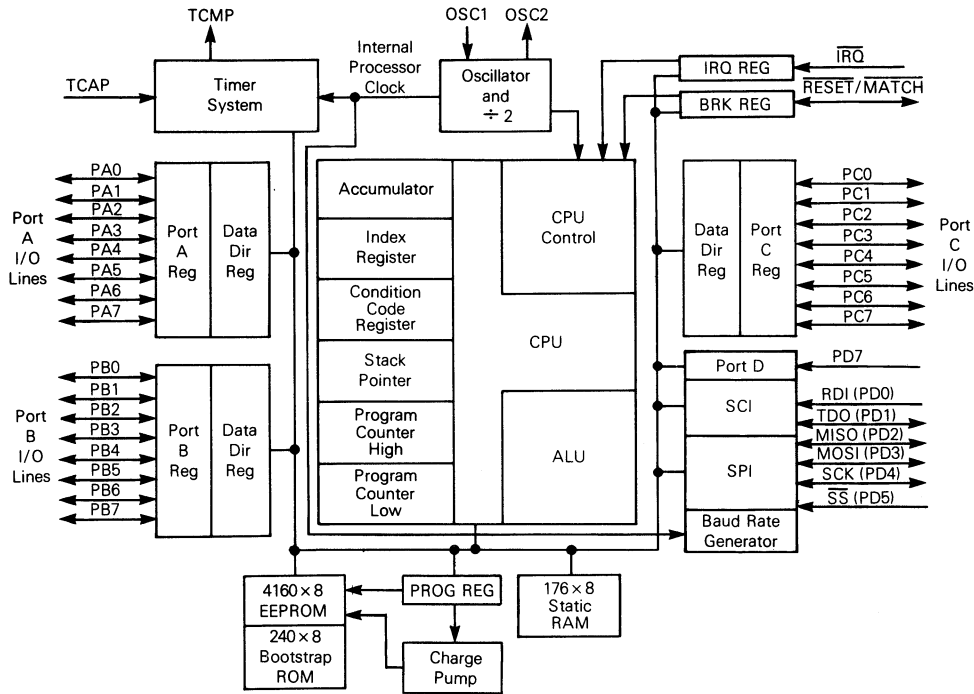 TCMP
OSC1
OSC2
TCAP
Timer
System
Internal
Processor
Clock
Oscillator
and
÷ 2
IRQ REG
IRQ
BRK REG
RESET/MATCH
Port
A
I/O
Lines
PA0
PA1
PA2
PA3
PA4
PA5
PA6
PA7
Port
A
Reg
Data
Dir
Reg
Port
B
I/O
Lines
PB0
PB1
PB2
PB3
PB4
PB5
PB6
PB7
Port
B
Reg
Data
Dir
Reg
Accumulator
Index
Register
Condition
Code
Register
Stack
Pointer
Program
Counter
High
Program
Counter
Low
CPU
Control
CPU
ALU
Data
Dir
Reg
Port
C
Reg
PC0
PC1
PC2
PC3
PC4
PC5
PC6
PC7
Port
C
I/O
Lines
Port D
PD7
SCI
RDI (PD0)
TDO (PD1)
SPI
MISO (PD2)
MOSI (PD3)
SCK (PD4)
SS (PD5)
Baud Rate
Generator
4160 × 8
EEPROM
240 × 8
Bootstrap
ROM
PROG REG
Charge
Pump
176 × 8
Static
RAM